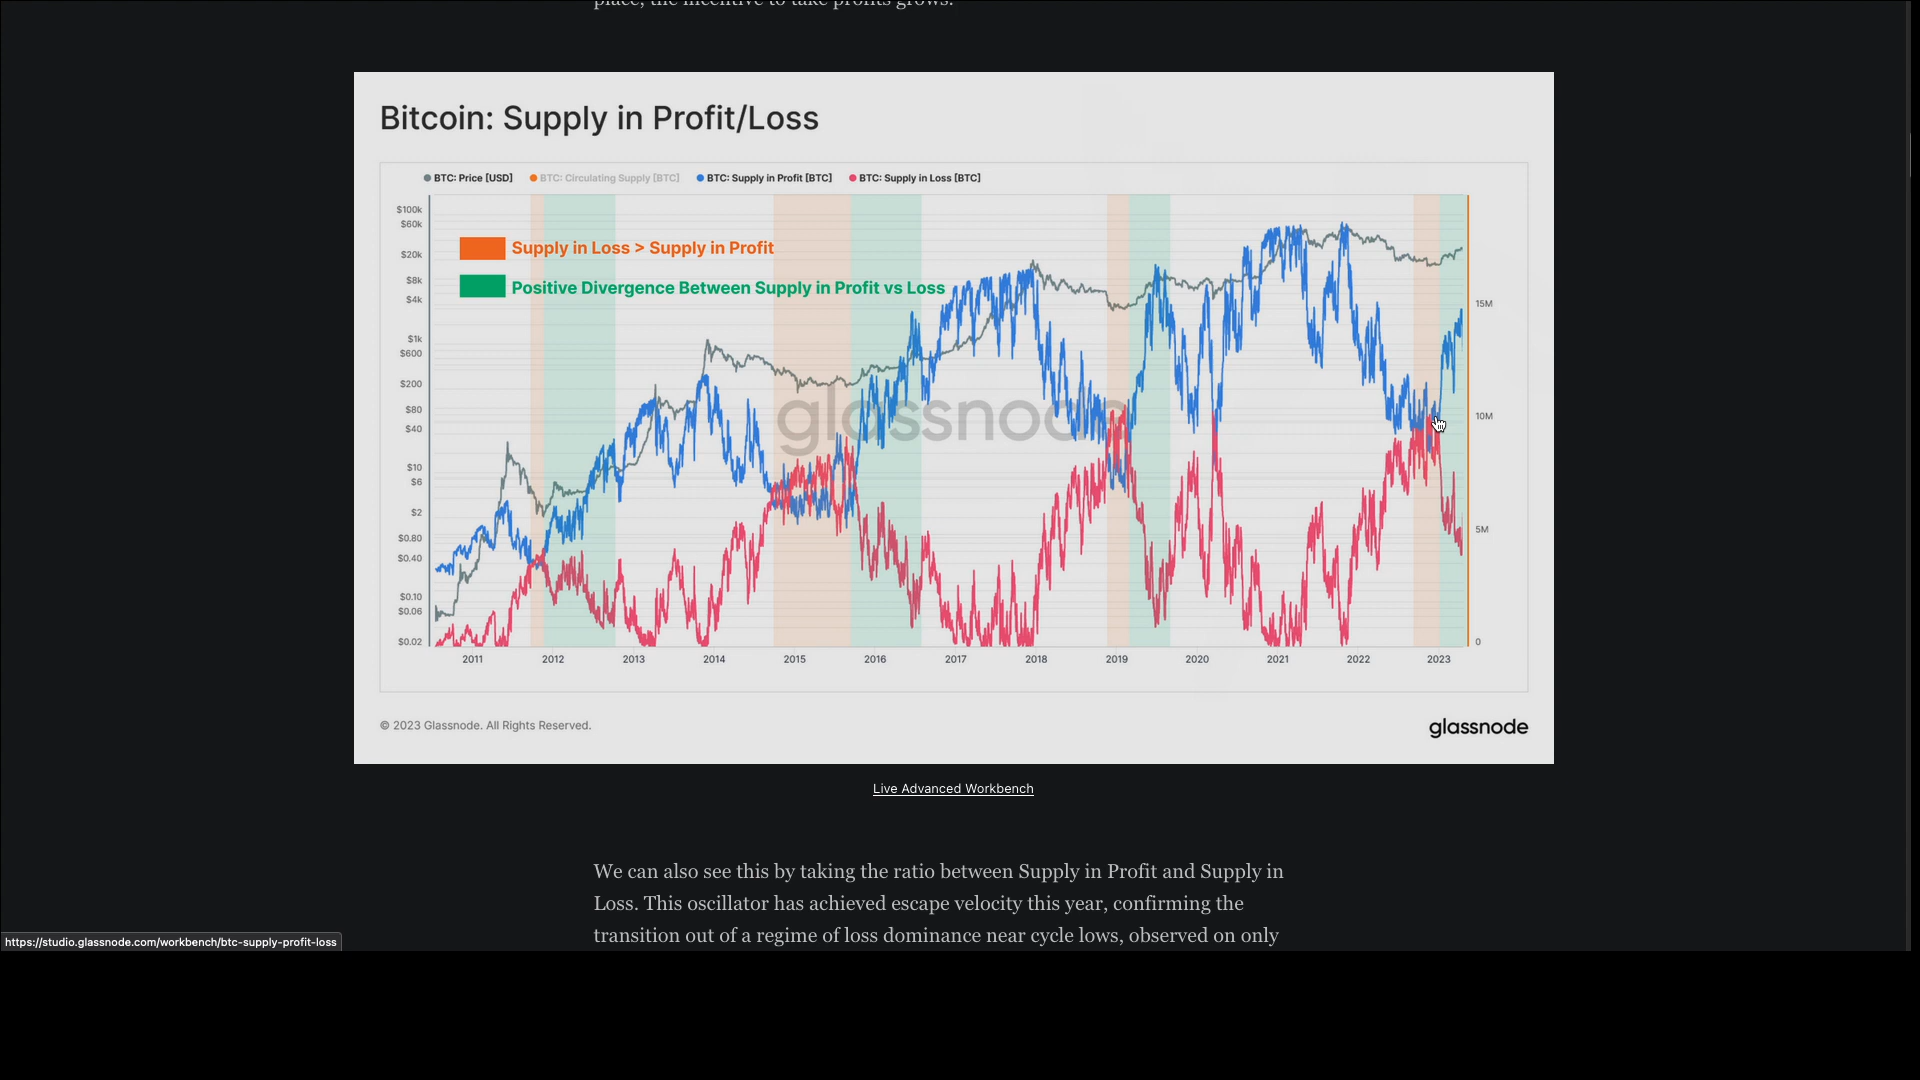 place, the incentive to take profits grows.
Bitcoin: Supply in Profit/Loss
BTC: Price [USD] BTC: Circulating Supply [BTC] BTC: Supply in Profit [BTC] BTC: Supply in Loss [BTC]
Supply in Loss > Supply in Profit
Positive Divergence Between Supply in Profit vs Loss
$100k
$60k
$20k
$8k
$4k
$1k
$600
$200
$80
$40
$10
$6
$2
$0.80
$0.40
$0.10
$0.06
$0.02
15M
10M
5M
0
glassnode
2011 2012 2013 2014 2015 2016 2017 2018 2019 2020 2021 2022 2023
© 2023 Glassnode. All Rights Reserved.
glassnode
Live Advanced Workbench
We can also see this by taking the ratio between Supply in Profit and Supply in
Loss. This oscillator has achieved escape velocity this year, confirming the
transition out of a regime of loss dominance near cycle lows, observed on only
https://studio.glassnode.com/workbench/btc-supply-profit-loss